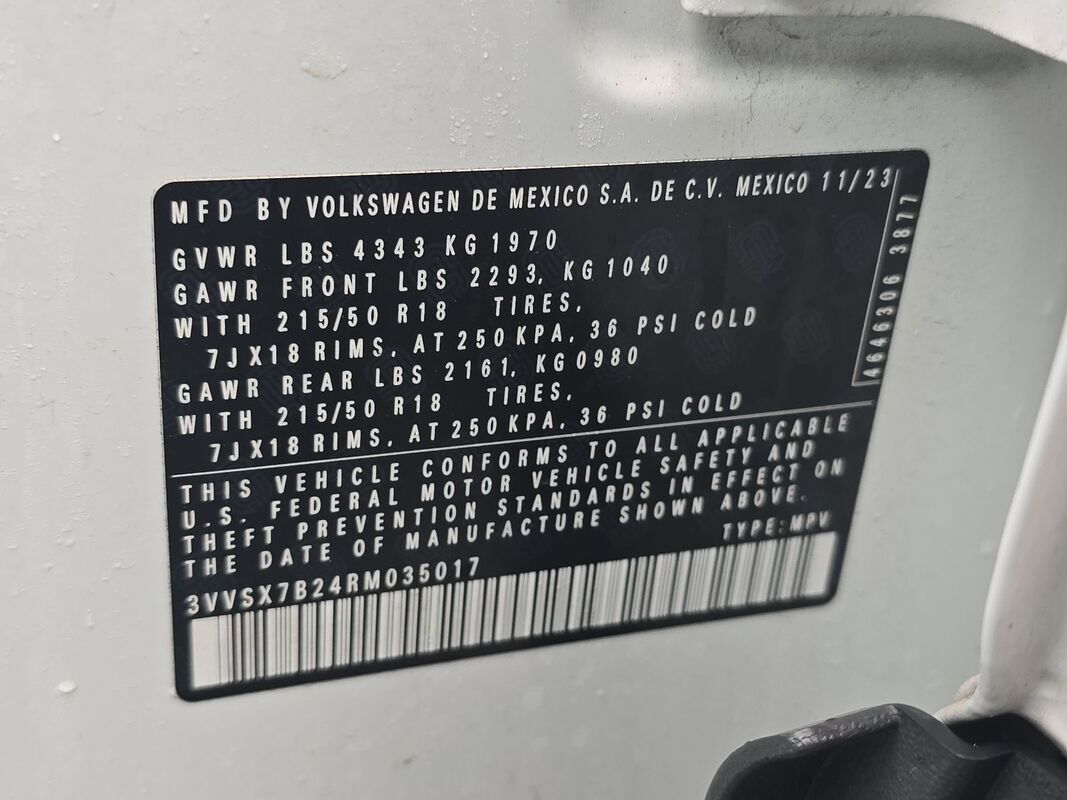 MFD BY VOLKSWAGEN DE MEXICO S.A. DE C.V. MEXICO 11/23
GVWR LBS 4343 KG 1970
GAWR FRONT LBS 2293, KG 1040
WITH 215/50 R18 TIRES,
7J X18 RIMS, AT 250 KPA, 36 PSI COLD
GAWR REAR LBS 2161, KG 0980
WITH 215/50 R18 TIRES,
7J X18 RIMS, AT 250 KPA, 36 PSI COLD
4646306 3877
THIS VEHICLE CONFORMS TO ALL APPLICABLE
U.S. FEDERAL MOTOR VEHICLE SAFETY AND
THEFT PREVENTION STANDARDS IN EFFECT ON
THE DATE OF MANUFACTURE SHOWN ABOVE.
TYPE: MPV
3VVSX7B24RM035017